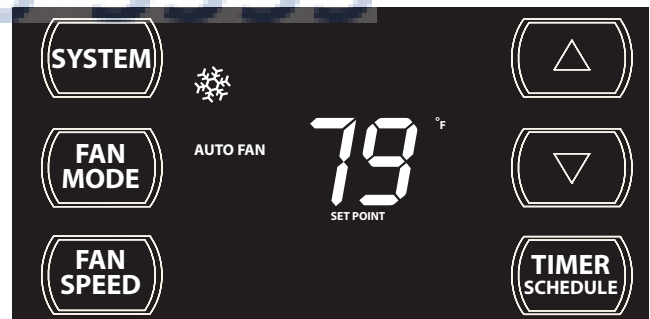 SYSTEM
AUTO FAN
FAN
MODE
79
°F
SET POINT
FAN
SPEED
TIMER
SCHEDULE